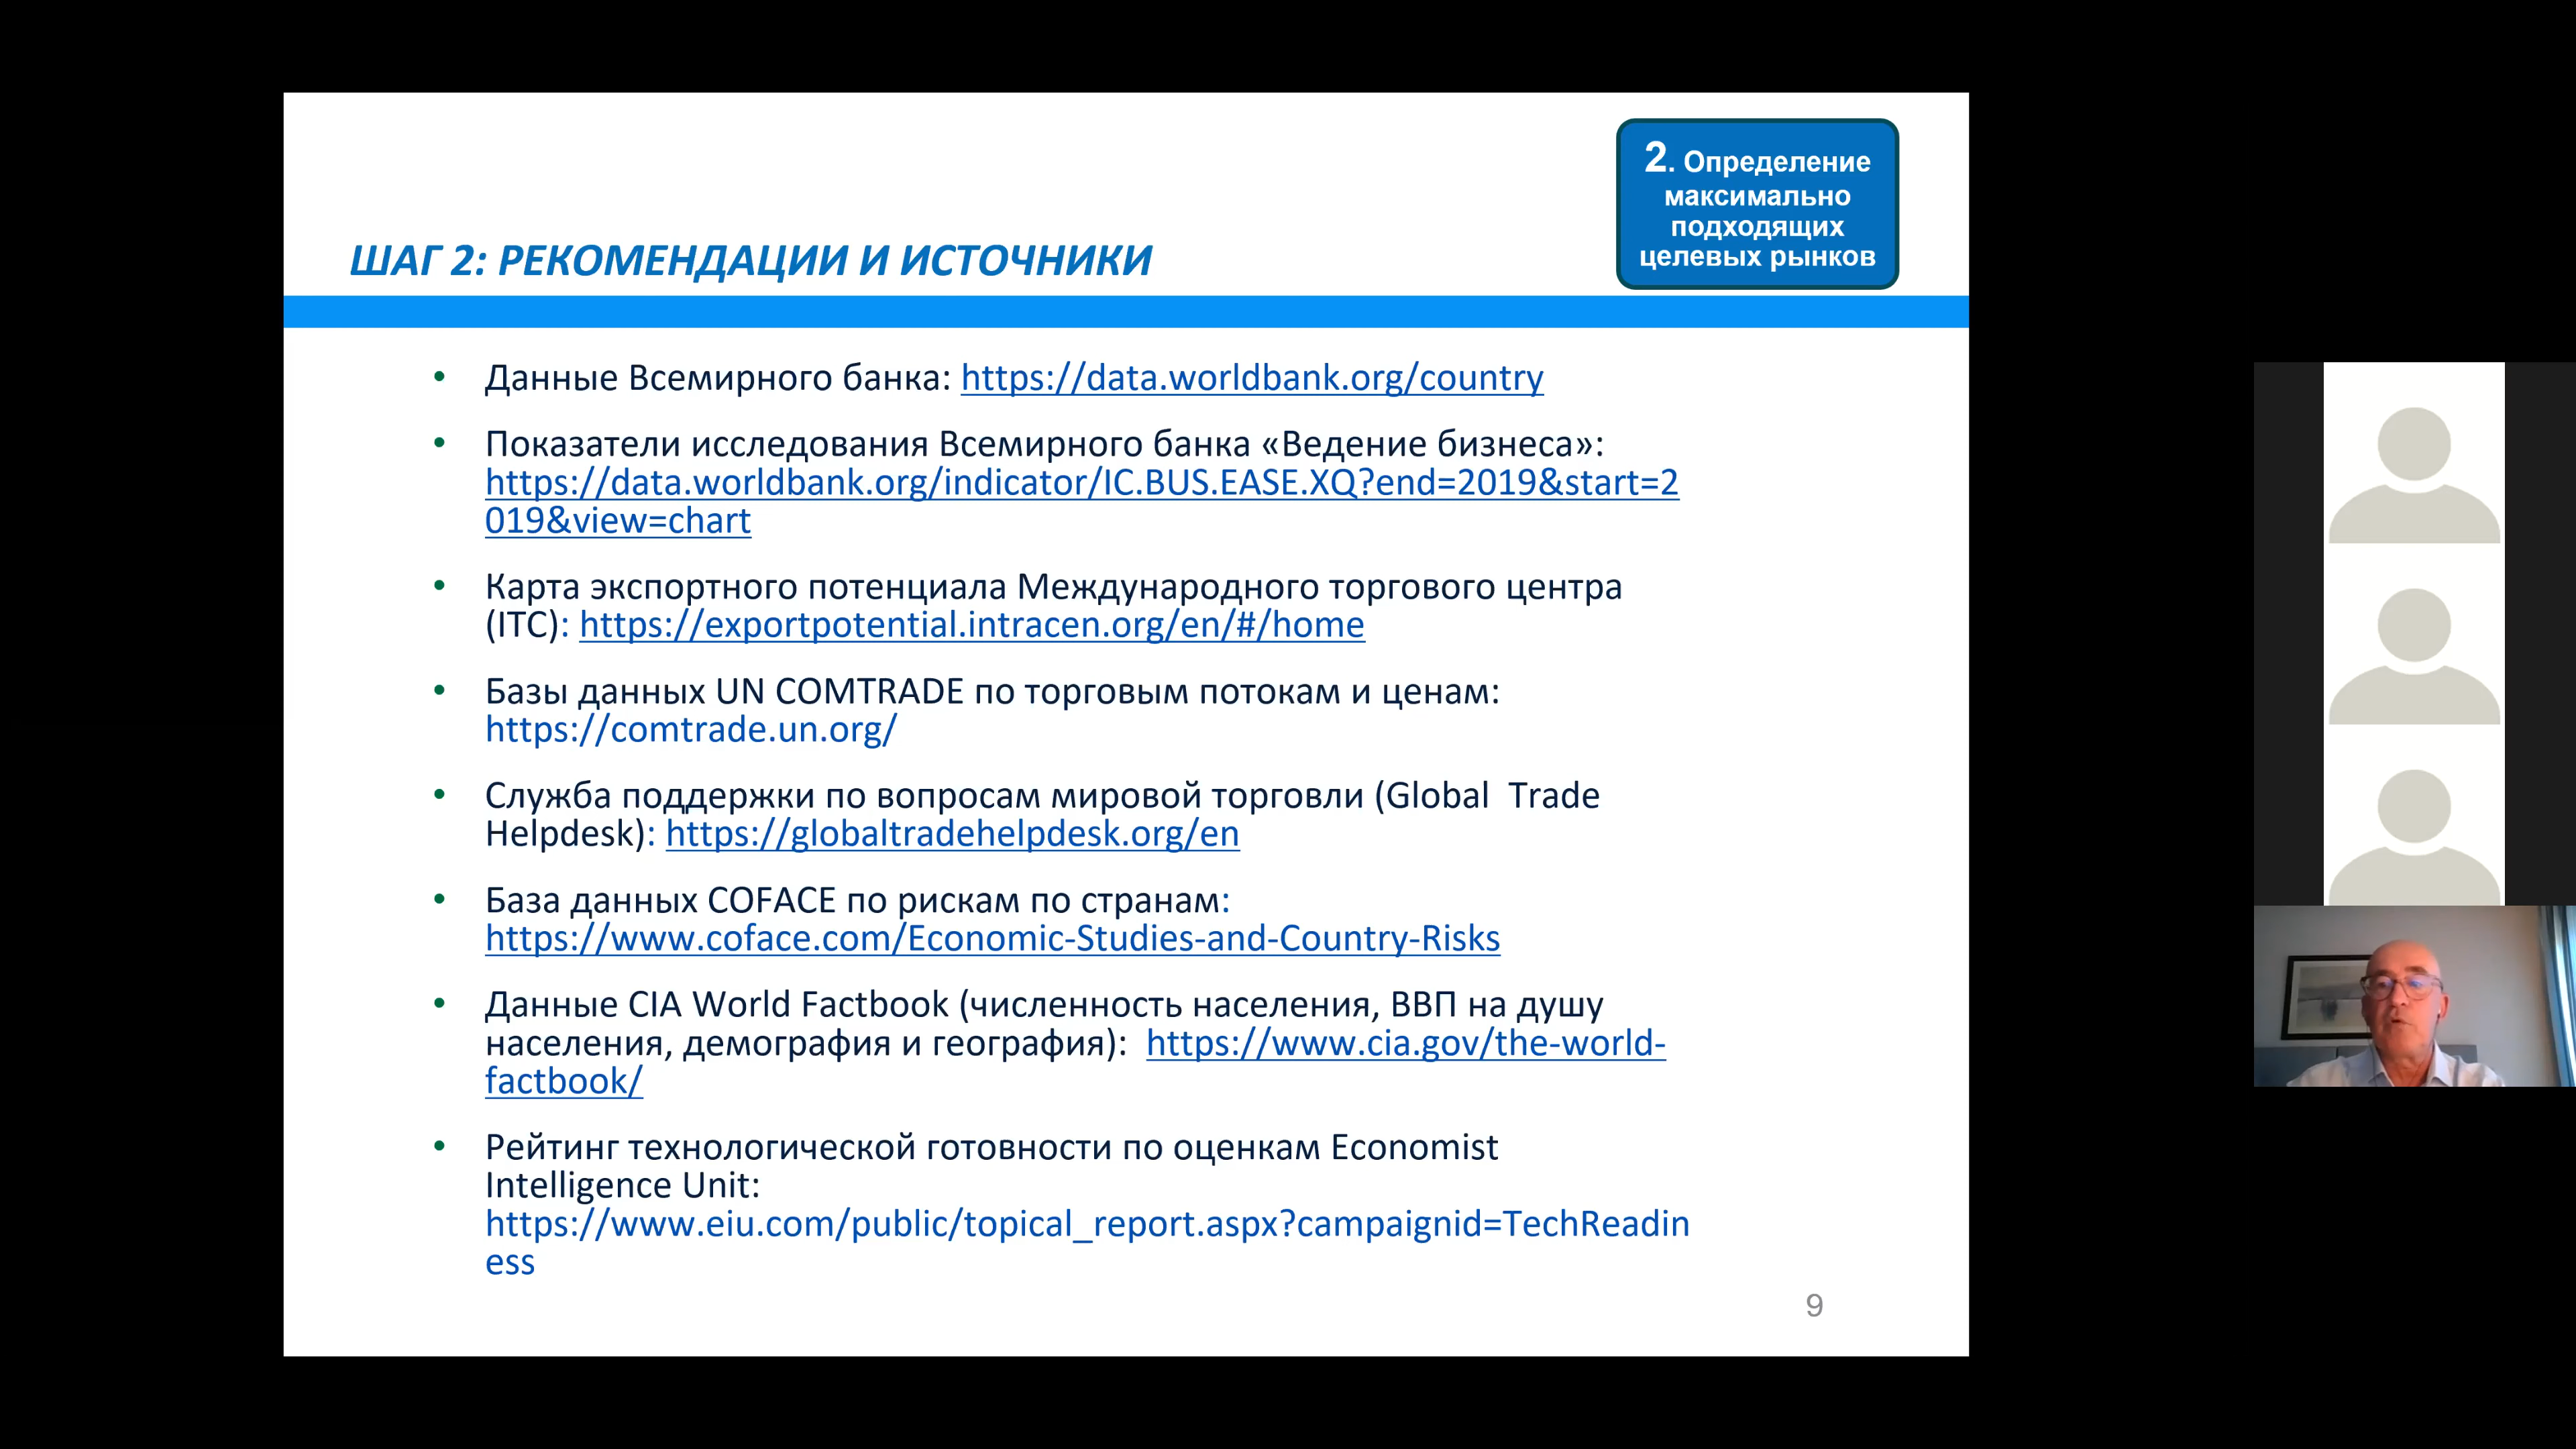 2. Определение
максимально
подходящих
целевых рынков
ШАГ 2: РЕКОМЕНДАЦИИ И ИСТОЧНИКИ
• Данные Всемирного банка: https://data.worldbank.org/country
• Показатели исследования Всемирного банка «Ведение бизнеса»:
https://data.worldbank.org/indicator/IC.BUS.EASE.XQ?end=2019&start=2
019&view=chart
• Карта экспортного потенциала Международного торгового центра
(ITC): https://exportpotential.intracen.org/en/#/home
• Базы данных UN COMTRADE по торговым потокам и ценам:
https://comtrade.un.org/
• Служба поддержки по вопросам мировой торговли (Global  Trade
Helpdesk): https://globaltradehelpdesk.org/en
• База данных COFACE по рискам по странам:
https://www.coface.com/Economic-Studies-and-Country-Risks
• Данные CIA World Factbook (численность населения, ВВП на душу
населения, демография и география):  https://www.cia.gov/the-world-
factbook/
• Рейтинг технологической готовности по оценкам Economist
Intelligence Unit:
https://www.eiu.com/public/topical_report.aspx?campaignid=TechReadin
ess
9